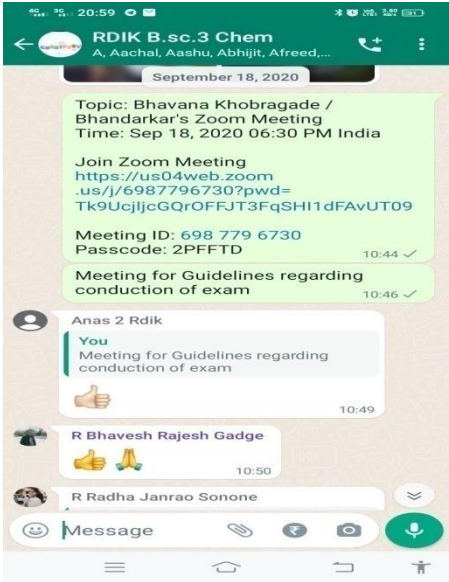 20:59
RDIK B.sc.3 Chem
A, Aachal, Aashu, Abhijit, Afreed,...
September 18, 2020
Topic: Bhavana Khobragade /
Bhandarkar's Zoom Meeting
Time: Sep 18, 2020 06:30 PM India
Join Zoom Meeting
https://us04web.zoom
.us/j/6987796730?pwd=
Tk9UcjljcGQrOFFJT3FqSHI1dFAvUT09
Meeting ID: 698 779 6730
Passcode: 2PFFTD
10:44
Meeting for Guidelines regarding
conduction of exam
10:46
Anas 2 Rdik
You
Meeting for Guidelines regarding
conduction of exam
10:49
R Bhavesh Rajesh Gadge
10:50
R Radha Janrao Sonone
Message